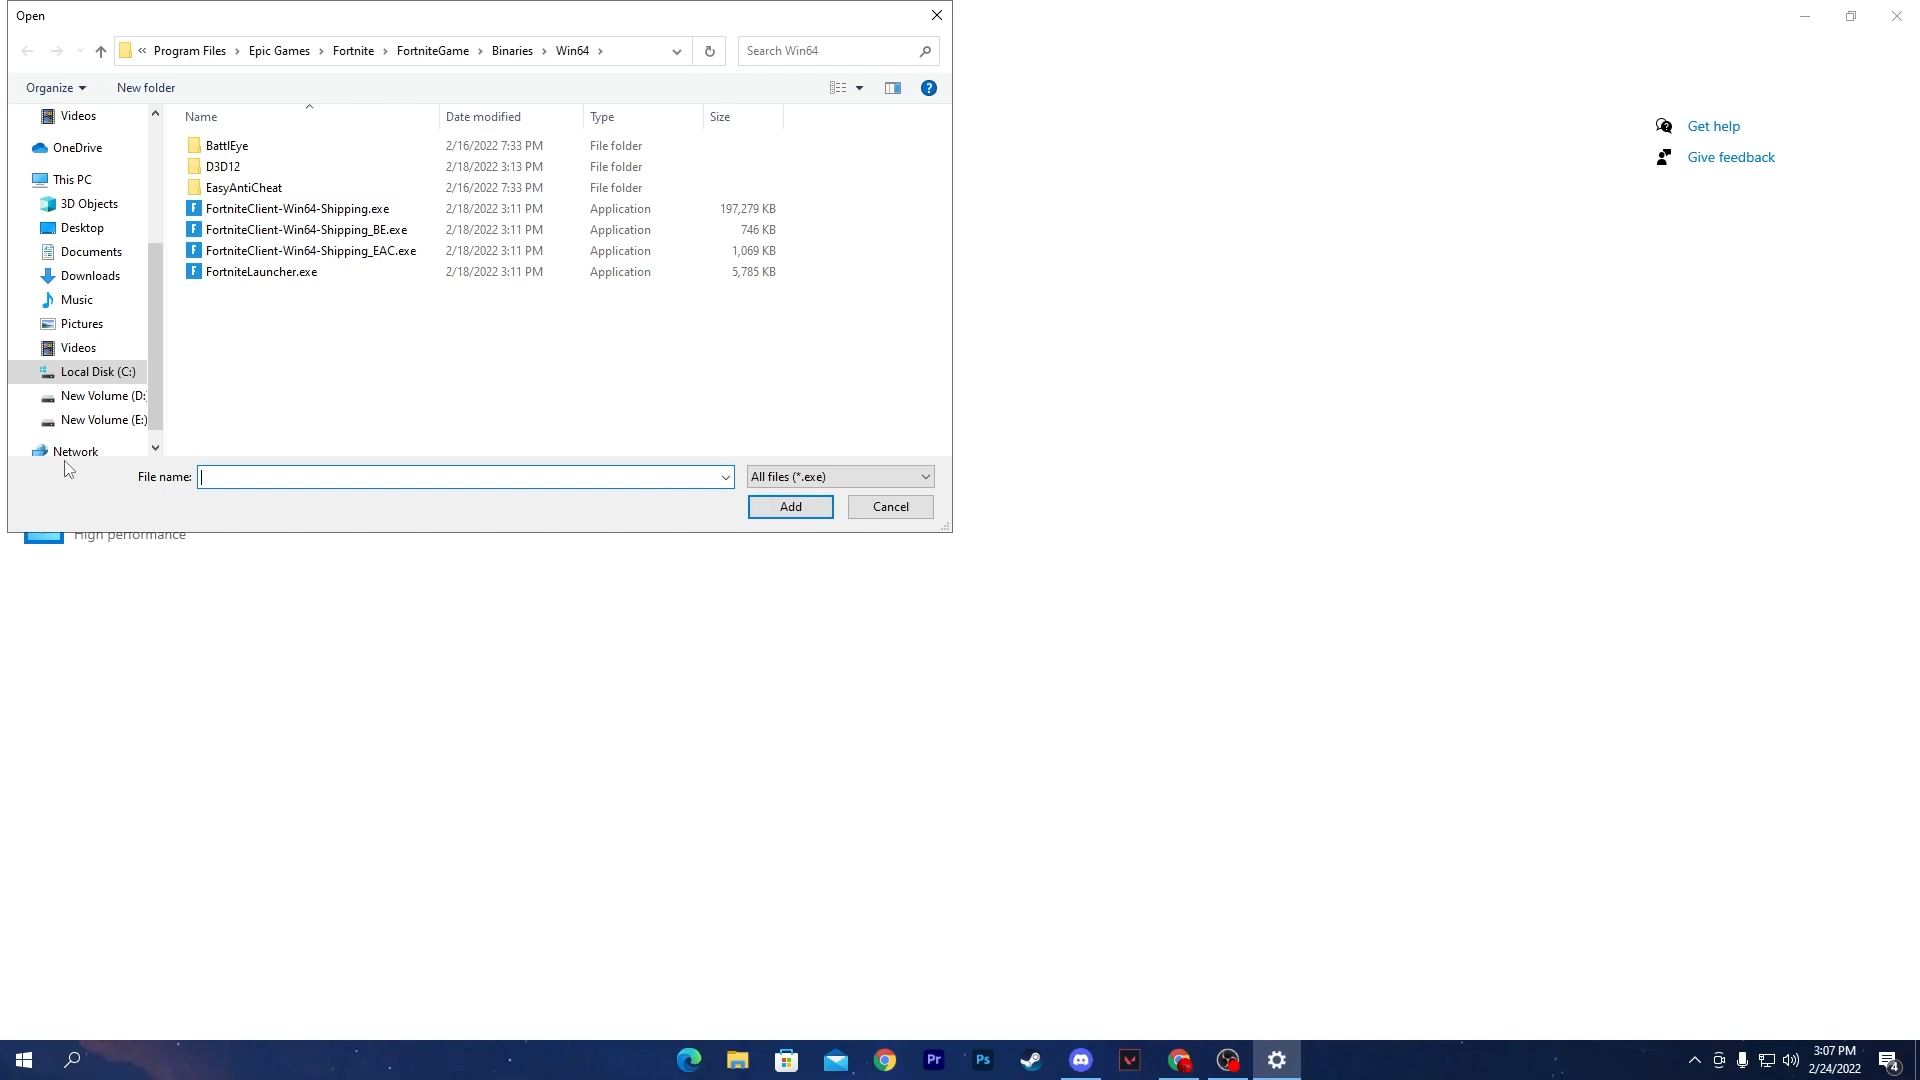 Open
« Program Files › Epic Games › Fortnite › FortniteGame › Binaries › Win64 ›
Search Win64
Organize
New folder
Videos
OneDrive
This PC
3D Objects
Desktop
Documents
Downloads
Music
Pictures
Videos
Local Disk (C:)
New Volume (D:
New Volume (E:)
Network
Name Date modified Type Size
BattlEye 2/16/2022 7:33 PM File folder
D3D12 2/18/2022 3:13 PM File folder
EasyAntiCheat 2/16/2022 7:33 PM File folder
FortniteClient-Win64-Shipping.exe 2/18/2022 3:11 PM Application 197,279 KB
FortniteClient-Win64-Shipping_BE.exe 2/18/2022 3:11 PM Application 746 KB
FortniteClient-Win64-Shipping_EAC.exe 2/18/2022 3:11 PM Application 1,069 KB
FortniteLauncher.exe 2/18/2022 3:11 PM Application 5,785 KB
File name:
All files (*.exe)
Add
Cancel
High performance
Get help
Give feedback
Pr
Ps
3:07 PM
2/24/2022
4